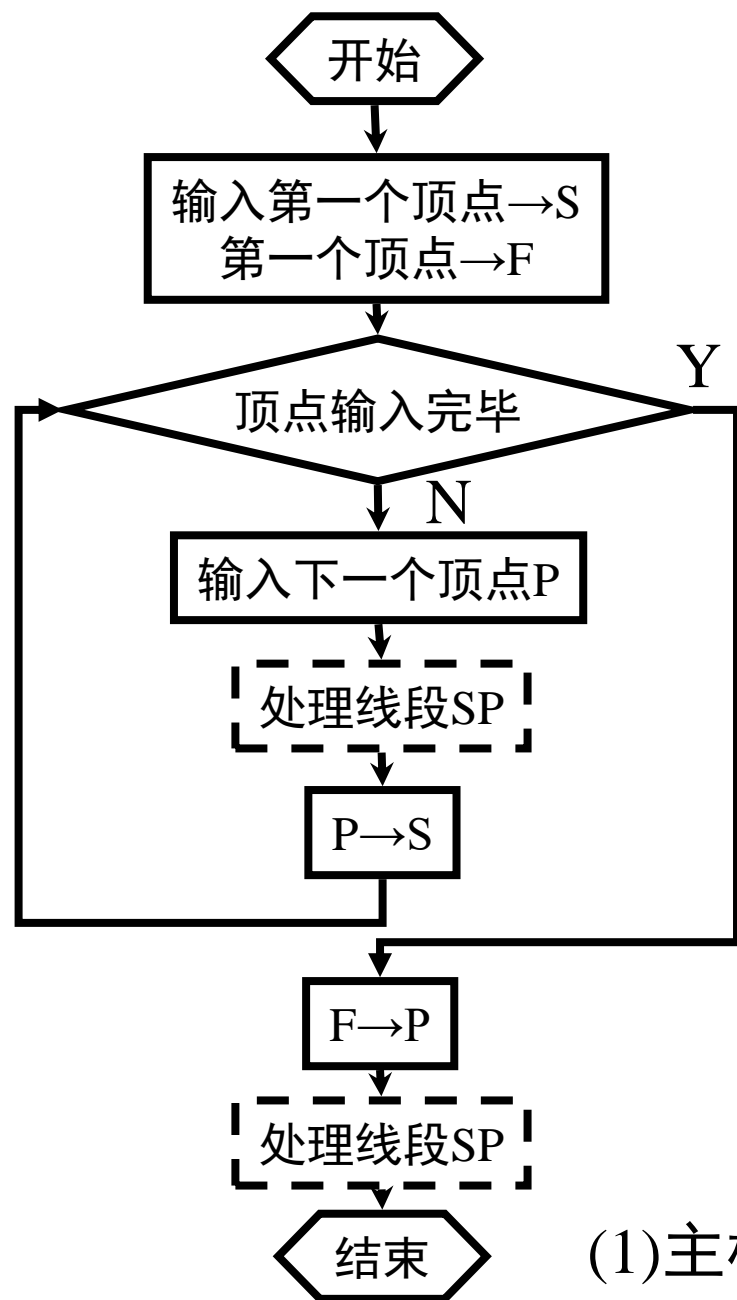 开始
输入第一个顶点→S
第一个顶点→F
Y
顶点输入完毕
N
输入下一个顶点P
处理线段SP
P→S
F→P
处理线段SP
结束
(1)主